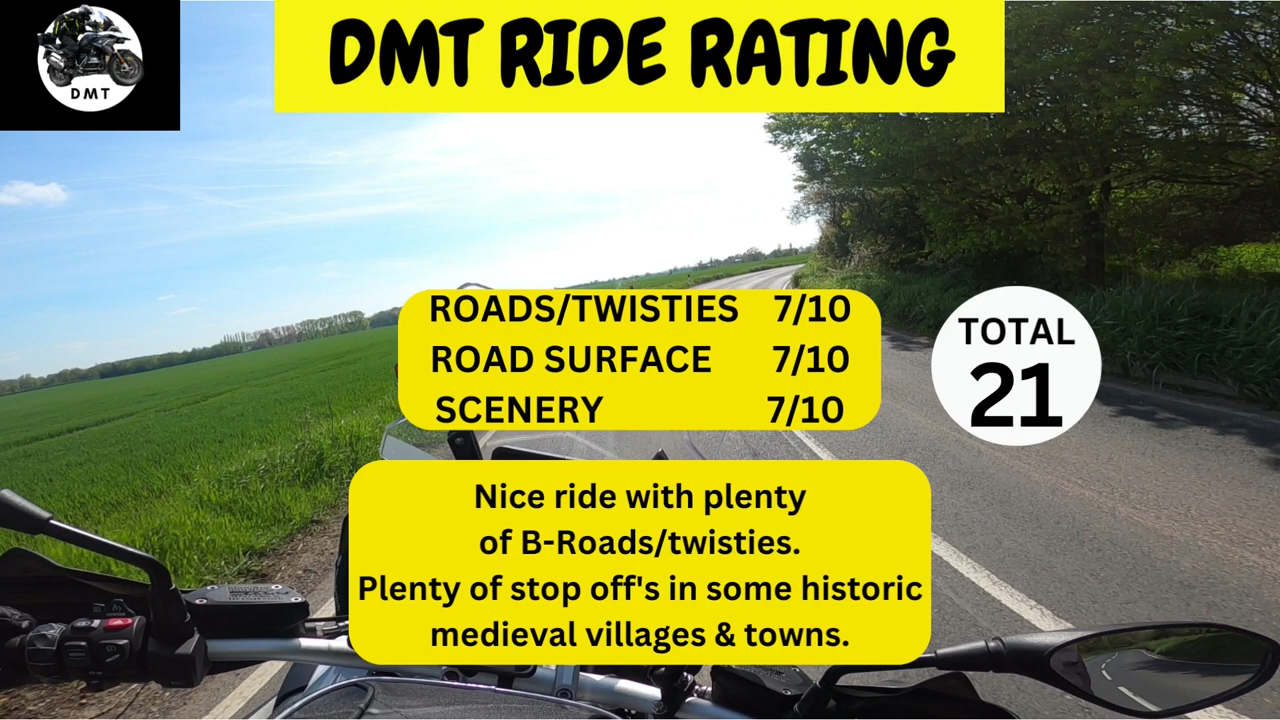 DMT
DMT RIDE RATING
ROADS/TWISTIES 7/10
ROAD SURFACE 7/10
SCENERY 7/10
TOTAL
21
Nice ride with plenty
of B-Roads/twisties.
Plenty of stop off's in some historic
medieval villages & towns.